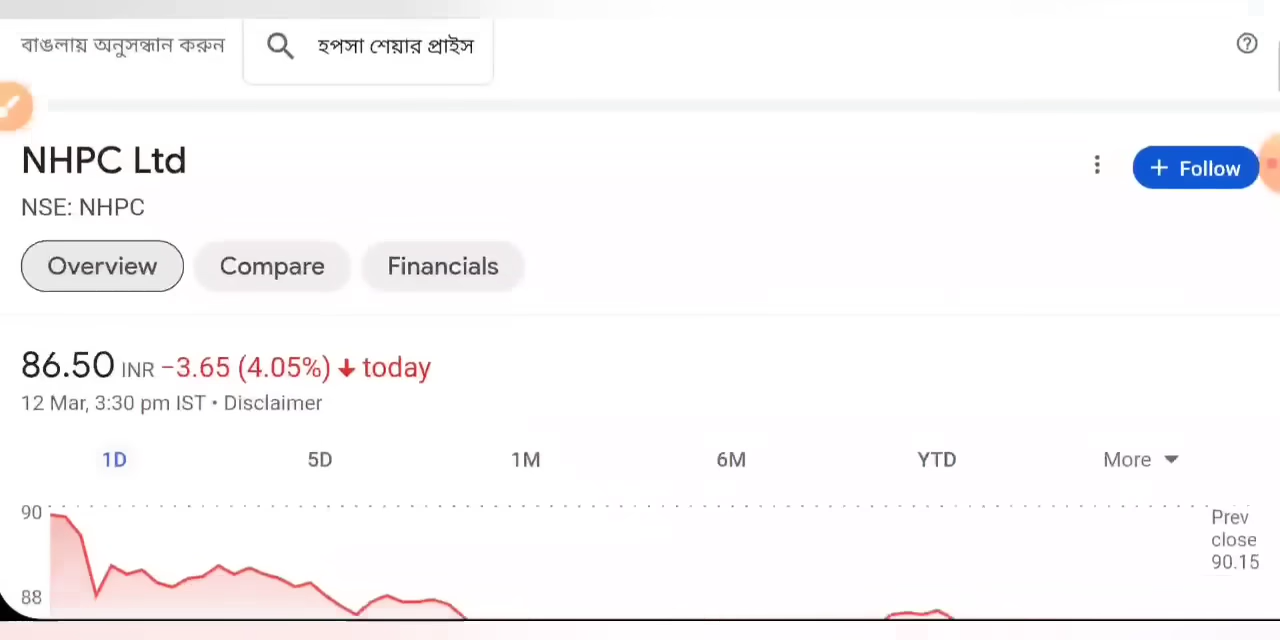 বাঙলায় অনুসন্ধান করুন
হপসা শেয়ার প্রাইস
NHPC Ltd
+ Follow
NSE: NHPC
Overview
Compare
Financials
86.50 INR −3.65 (4.05%) ↓ today
12 Mar, 3:30 pm IST • Disclaimer
1D
5D
1M
6M
YTD
More
90
Prev
close
90.15
88